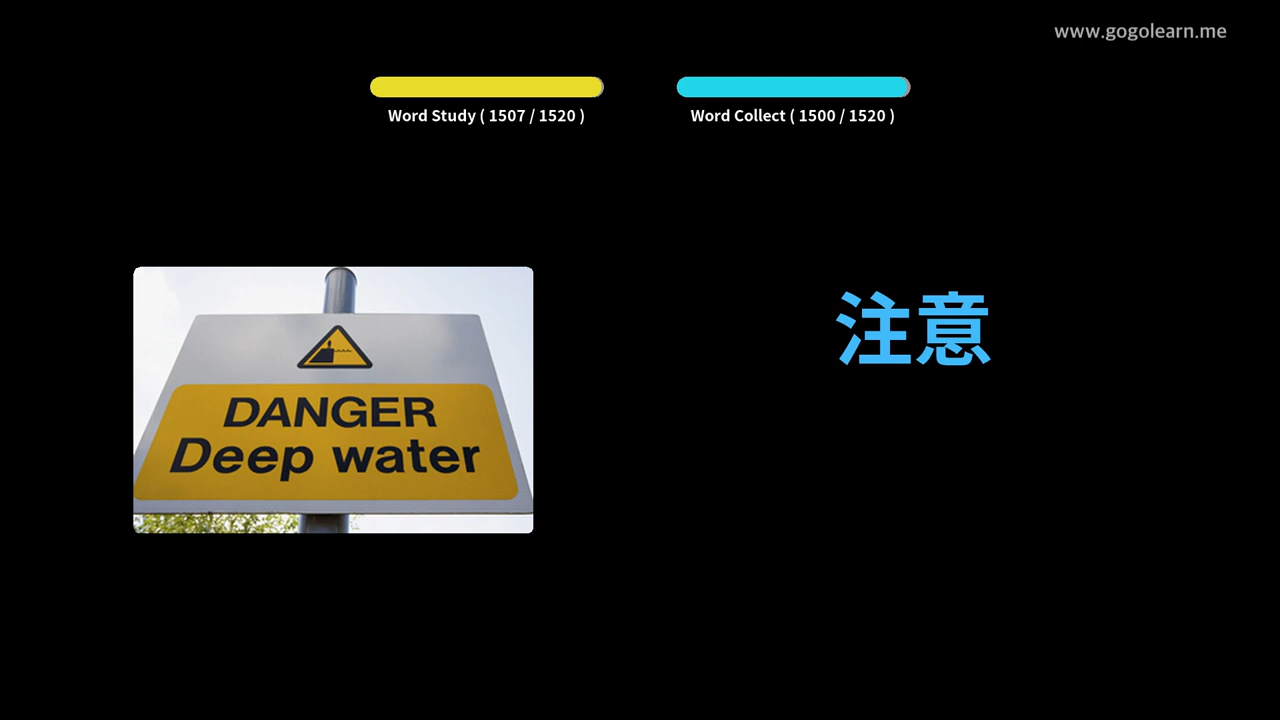 www.gogolearn.me
Word Study ( 1507 / 1520 )
Word Collect ( 1500 / 1520 )
DANGER
Deep water
注意